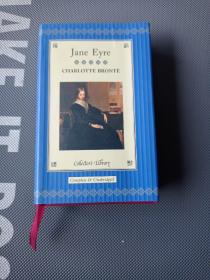 Jane Eyre
CHARLOTTE BRONTË
Collector's Library
Complete & Unabridged